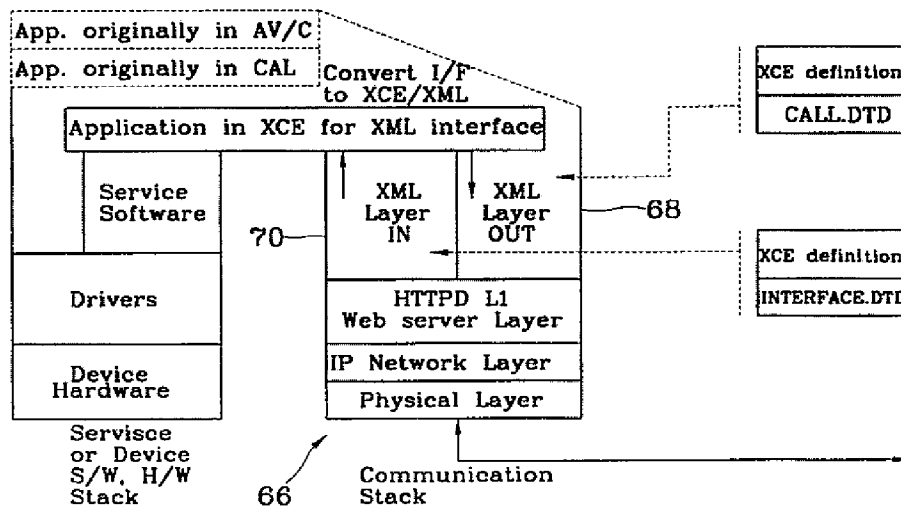 App. originally in AV/C
App. originally in CAL
Convert I/F
to XCE/XML
Application in XCE for XML interface
Service
Software
Drivers
Device
Hardware
Servisce
or Device
S/W, H/W
Stack
70
XML
Layer
IN
XML
Layer
OUT
68
HTTPD L1
Web server Layer
IP Network Layer
Physical Layer
66
Communication
Stack
XCE definition
CALL.DTD
XCE definition
INTERFACE.DTD